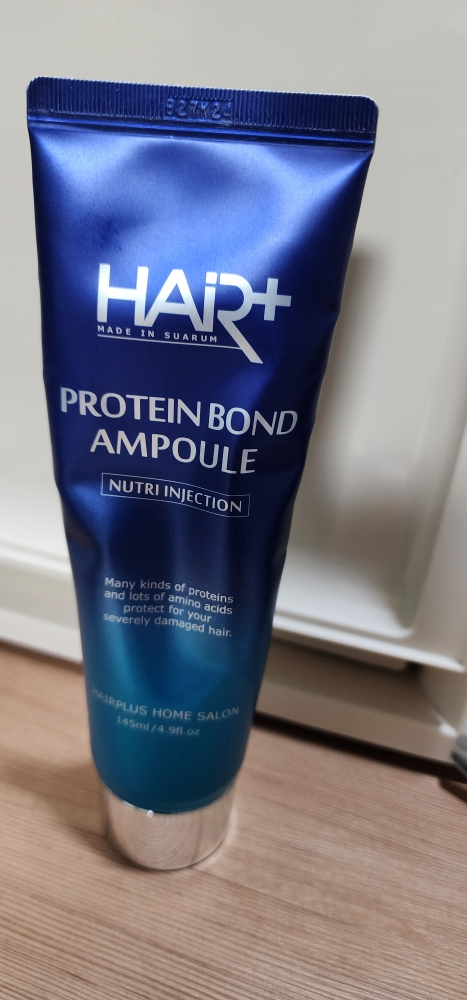 B27X24
HAiR+
MADE IN SUARUM
PROTEIN BOND
AMPOULE
NUTRI INJECTION
Many kinds of proteins
and lots of amino acids
protect for your
severely damaged hair.
HAIRPLUS HOME SALON
145ml/4.9fl.oz